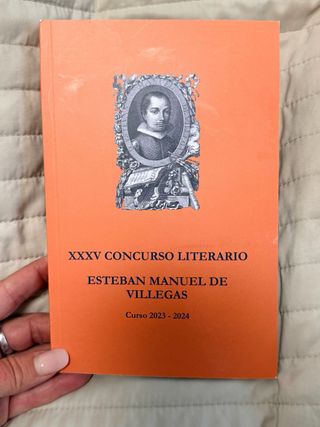 XXXV CONCURSO LITERARIO
ESTEBAN MANUEL DE
VILLEGAS
Curso 2023 - 2024